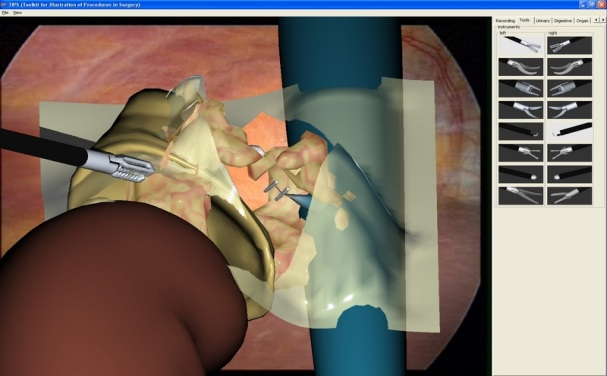 TIPS (Toolkit for Illustration of Procedures in Surgery)
File View
Recording Tools Urinary Digestive Organ
Instruments
left right